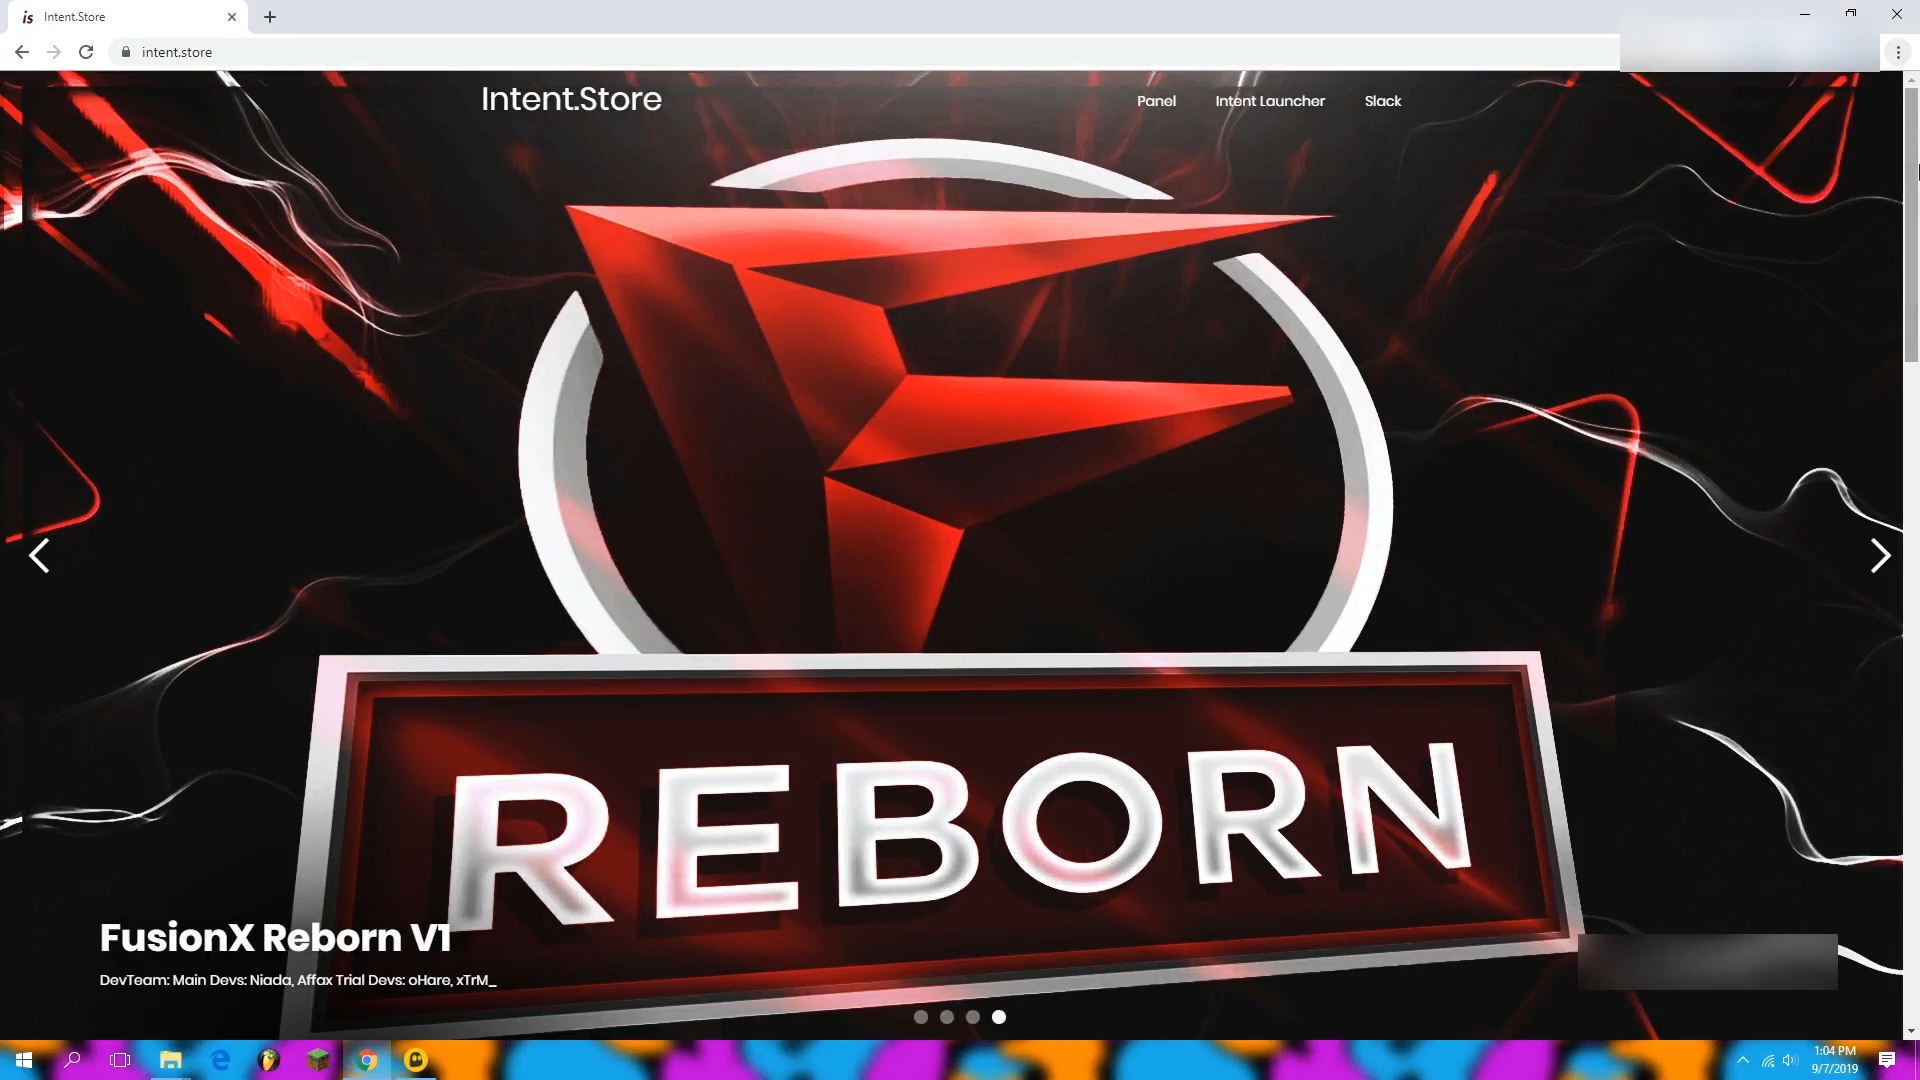 is Intent.Store
intent.store
Intent.Store
Panel Intent Launcher Slack
REBORN
FusionX Reborn V1
DevTeam: Main Devs: Niada, Affax Trial Devs: oHare, xTrM_
1:04 PM
9/7/2019